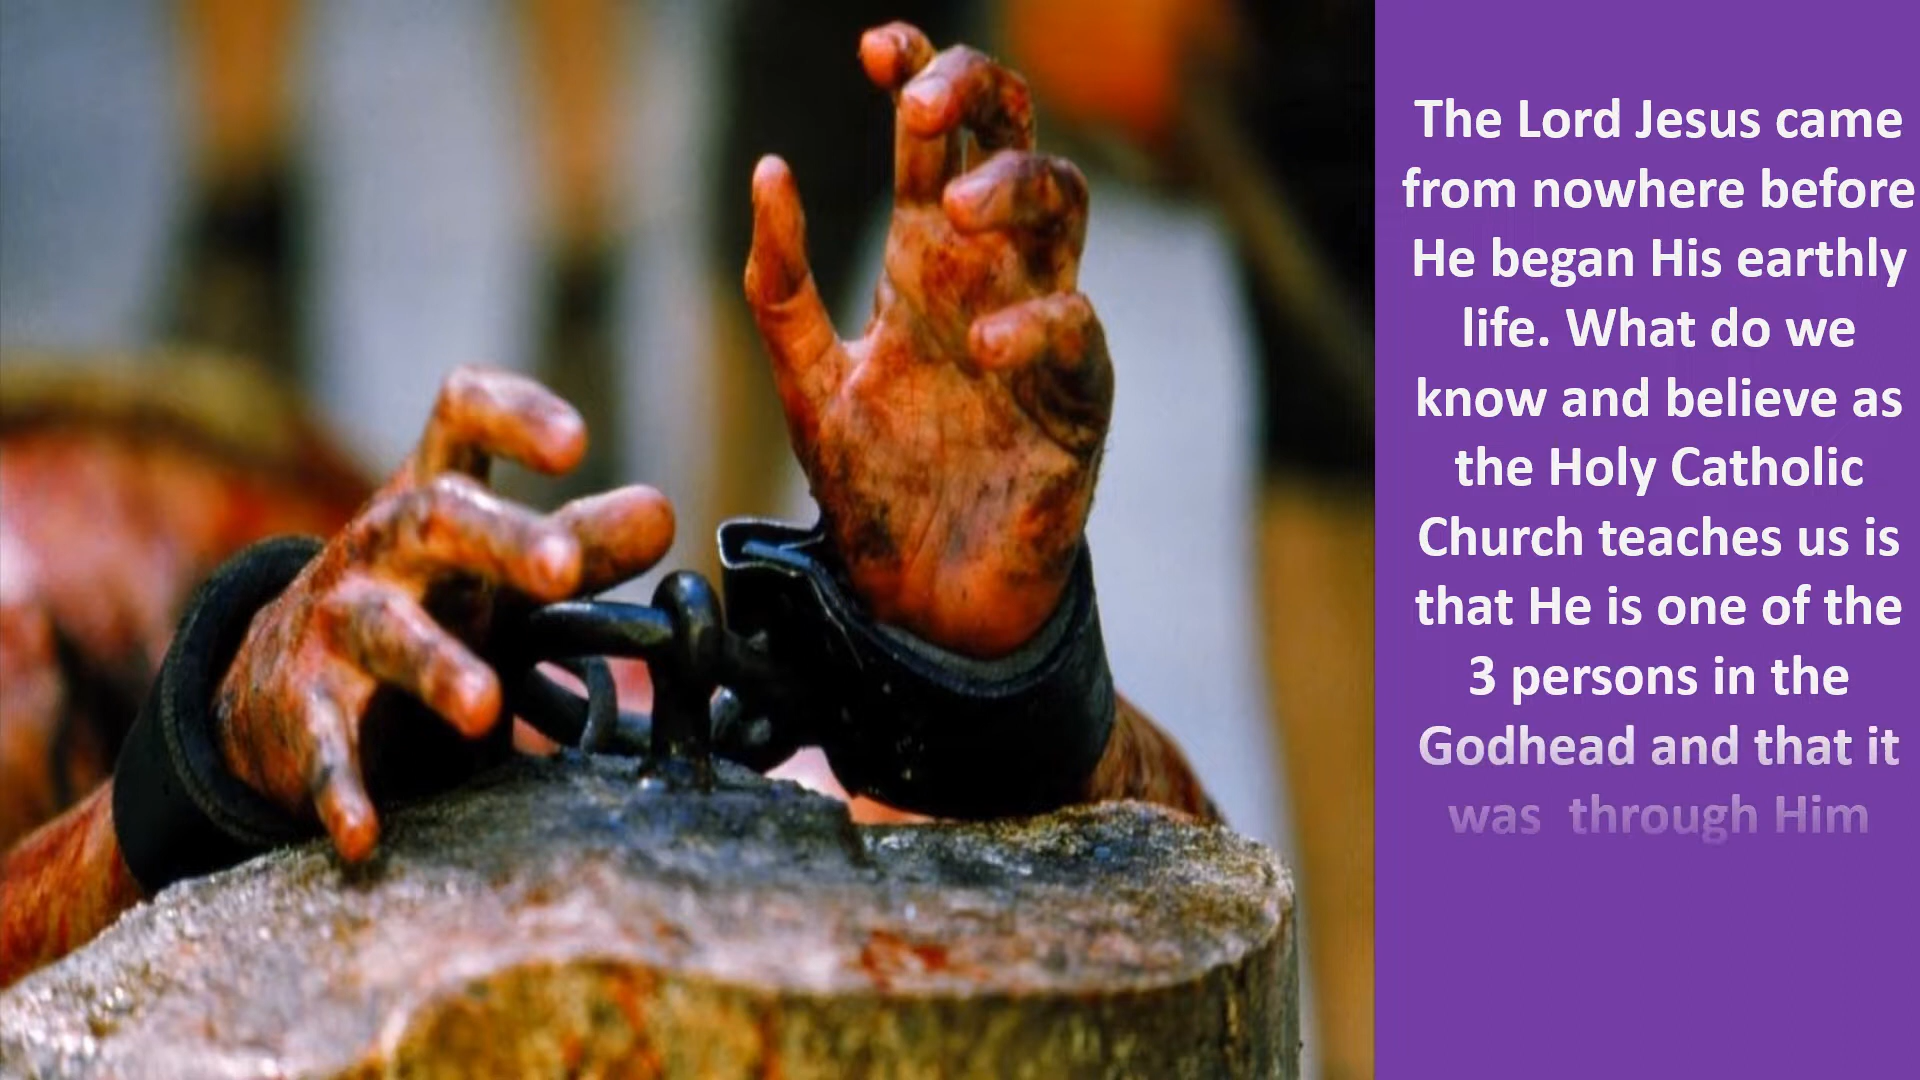 The Lord Jesus came
from nowhere before
He began His earthly
life. What do we
know and believe as
the Holy Catholic
Church teaches us is
that He is one of the
3 persons in the
Godhead and that it
was  through Him